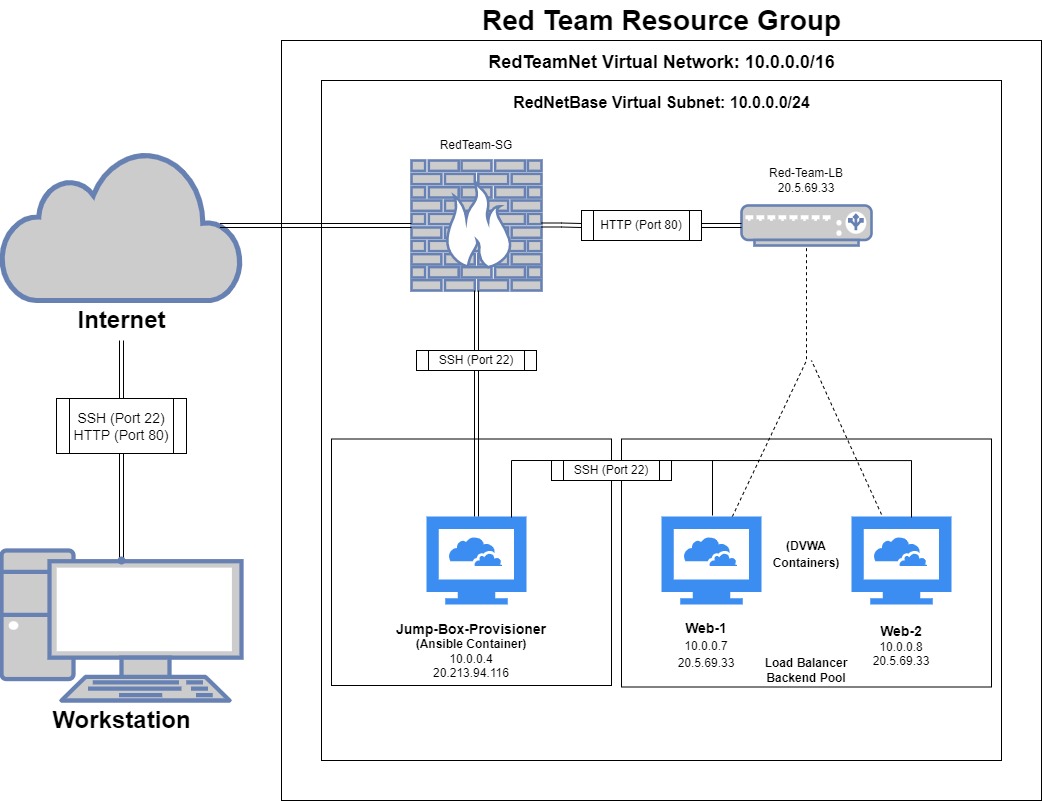 Red Team Resource Group
RedTeamNet Virtual Network: 10.0.0.0/16
RedNetBase Virtual Subnet: 10.0.0.0/24
RedTeam-SG
Red-Team-LB
20.5.69.33
HTTP (Port 80)
Internet
SSH (Port 22)
SSH (Port 22)
HTTP (Port 80)
SSH (Port 22)
(DVWA
Containers)
Jump-Box-Provisioner
(Ansible Container)
10.0.0.4
20.213.94.116
Web-1
10.0.0.7
20.5.69.33
Web-2
10.0.0.8
20.5.69.33
Load Balancer
Backend Pool
Workstation